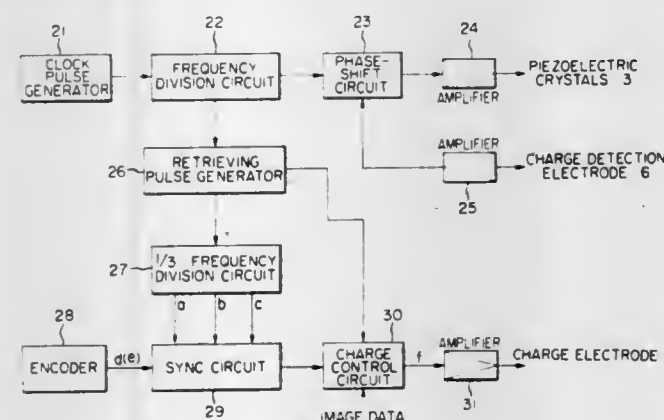 21
22
23
24
CLOCK
PULSE
GENERATOR
FREQUENCY
DIVISION CIRCUIT
PHASE-
SHIFT
CIRCUIT
AMPLIFIER
PIEZOELECTRIC
CRYSTALS 3
26
RETRIEVING
PULSE GENERATOR
AMPLIFIER
25
CHARGE DETECTION
ELECTRODE 6
27
1/3 FREQUENCY
DIVISION CIRCUIT
a
b
c
28
30
ENCODER
d(e)
SYNC CIRCUIT
29
CHARGE
CONTROL
CIRCUIT
f
AMPLIFIER
31
CHARGE ELECTRODE
IMAGE DATA